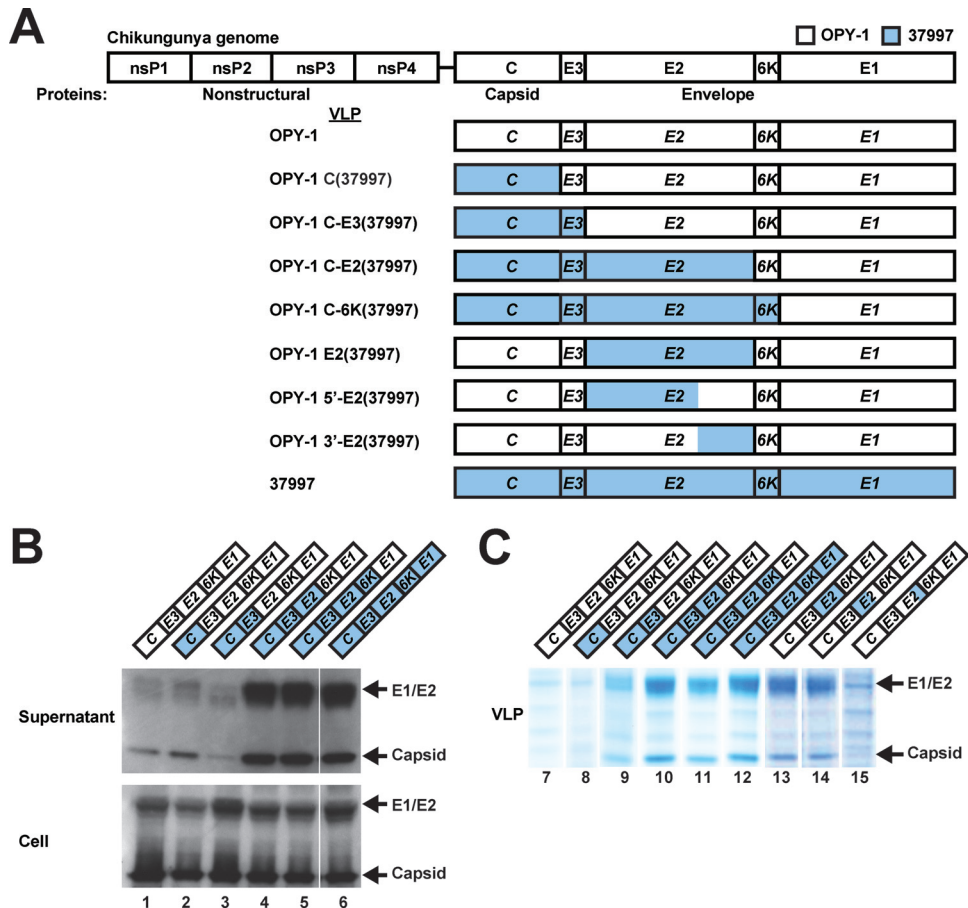 A
Chikungunya genome
OPY-1 37997
nsP1 nsP2 nsP3 nsP4 C E3 E2 6K E1
Proteins: Nonstructural Capsid Envelope
VLP
OPY-1 C E3 E2 6K E1
OPY-1 C(37997) C E3 E2 6K E1
OPY-1 C-E3(37997) C E3 E2 6K E1
OPY-1 C-E2(37997) C E3 E2 6K E1
OPY-1 C-6K(37997) C E3 E2 6K E1
OPY-1 E2(37997) C E3 E2 6K E1
OPY-1 5'-E2(37997) C E3 E2 6K E1
OPY-1 3'-E2(37997) C E3 E2 6K E1
37997 C E3 E2 6K E1
B
C E3 E2 6K E1
C E3 E2 6K E1
C E3 E2 6K E1
C E3 E2 6K E1
C E3 E2 6K E1
C E3 E2 6K E1
Supernatant
E1/E2
Capsid
Cell
E1/E2
Capsid
1 2 3 4 5 6
C
C E3 E2 6K E1
C E3 E2 6K E1
C E3 E2 6K E1
C E3 E2 6K E1
C E3 E2 6K E1
C E3 E2 6K E1
C E3 E2 6K E1
C E3 E2 6K E1
C E3 E2 6K E1
VLP
E1/E2
Capsid
7 8 9 10 11 12 13 14 15